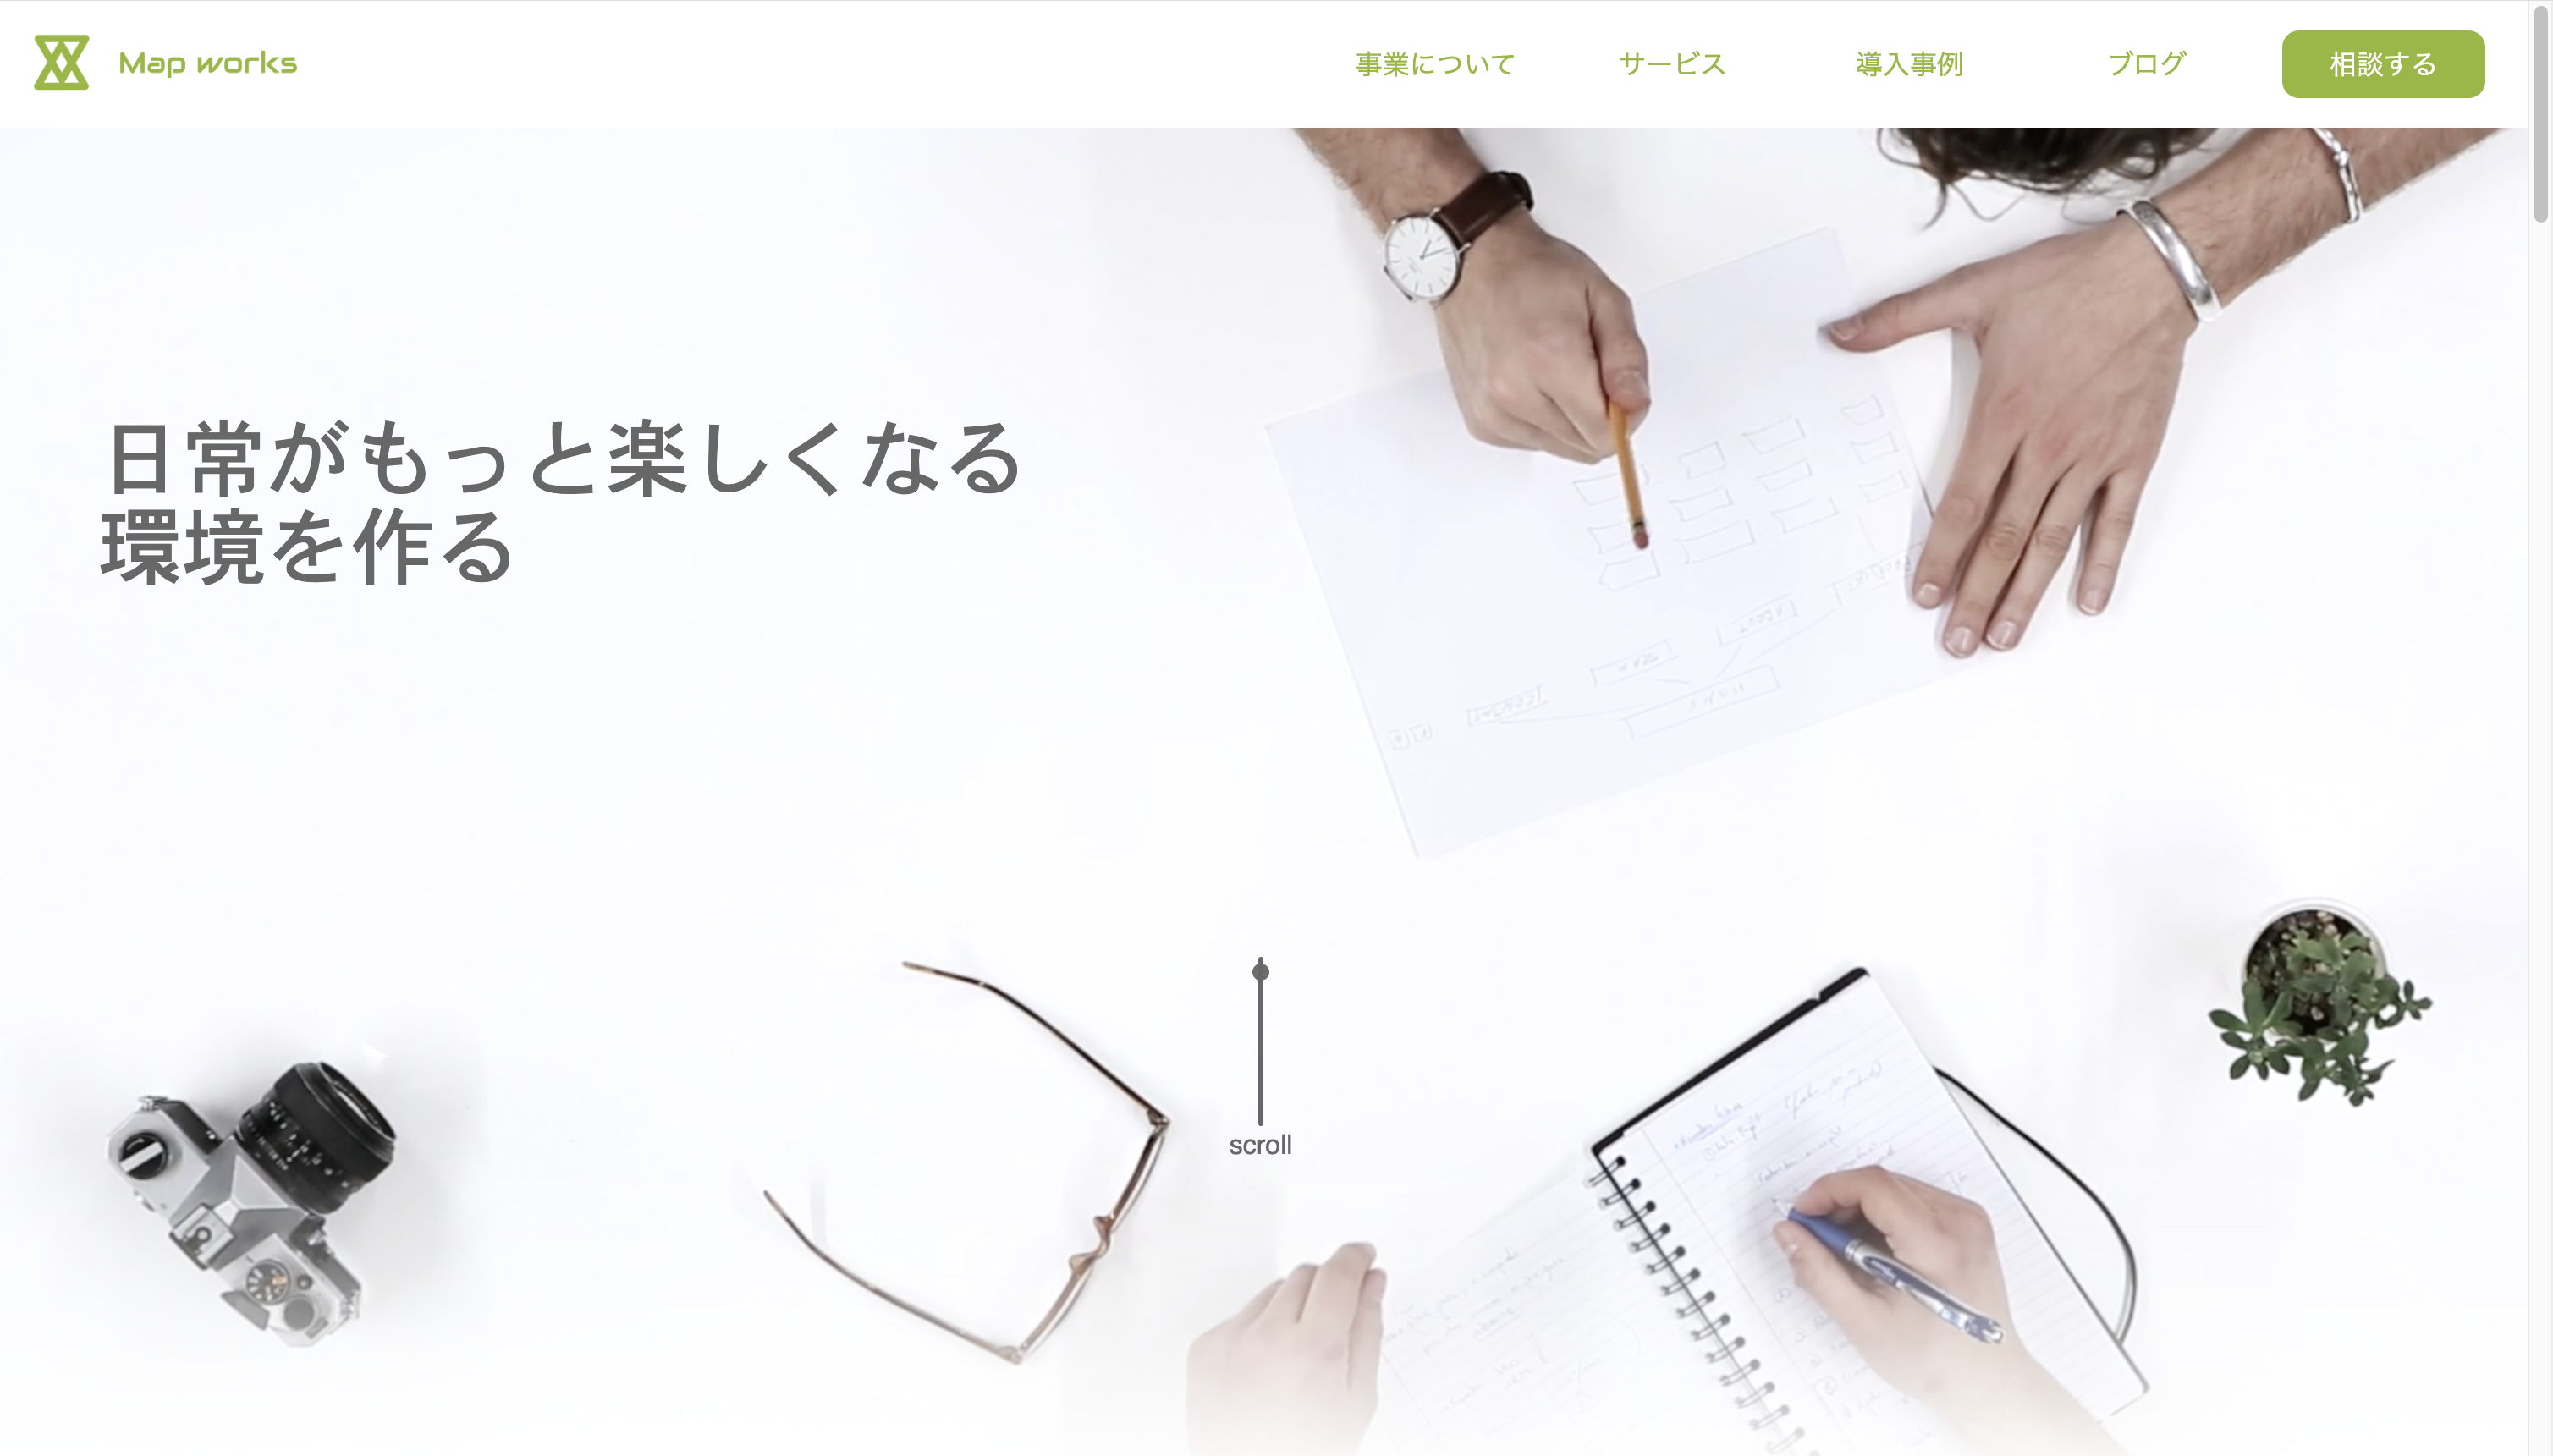 Map works
事業について
サービス
導入事例
ブログ
相談する
日常がもっと楽しくなる
環境を作る
scroll